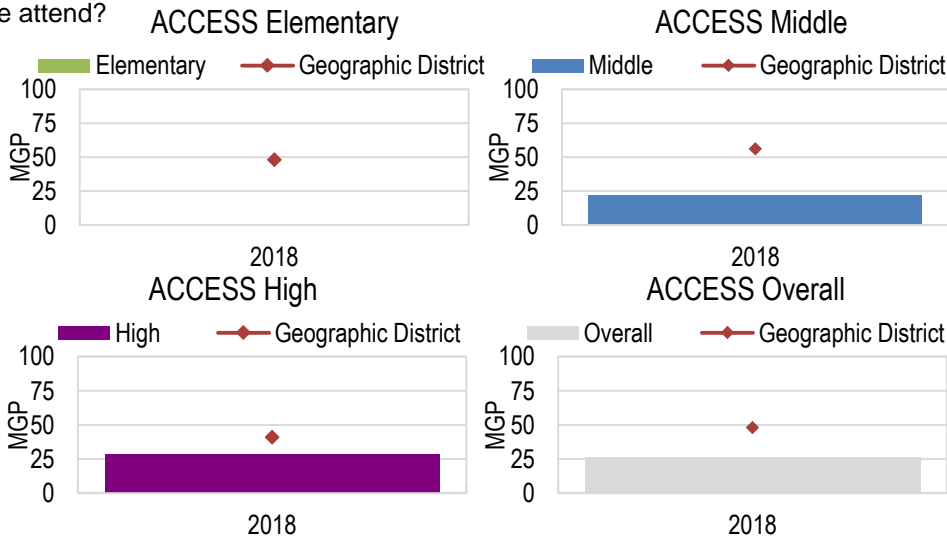 e attend?
ACCESS Elementary
Elementary Geographic District
100
75
50
25
0
MGP
2018
ACCESS Middle
Middle Geographic District
100
75
50
25
0
MGP
2018
ACCESS High
High Geographic District
100
75
50
25
0
MGP
2018
ACCESS Overall
Overall Geographic District
100
75
50
25
0
MGP
2018